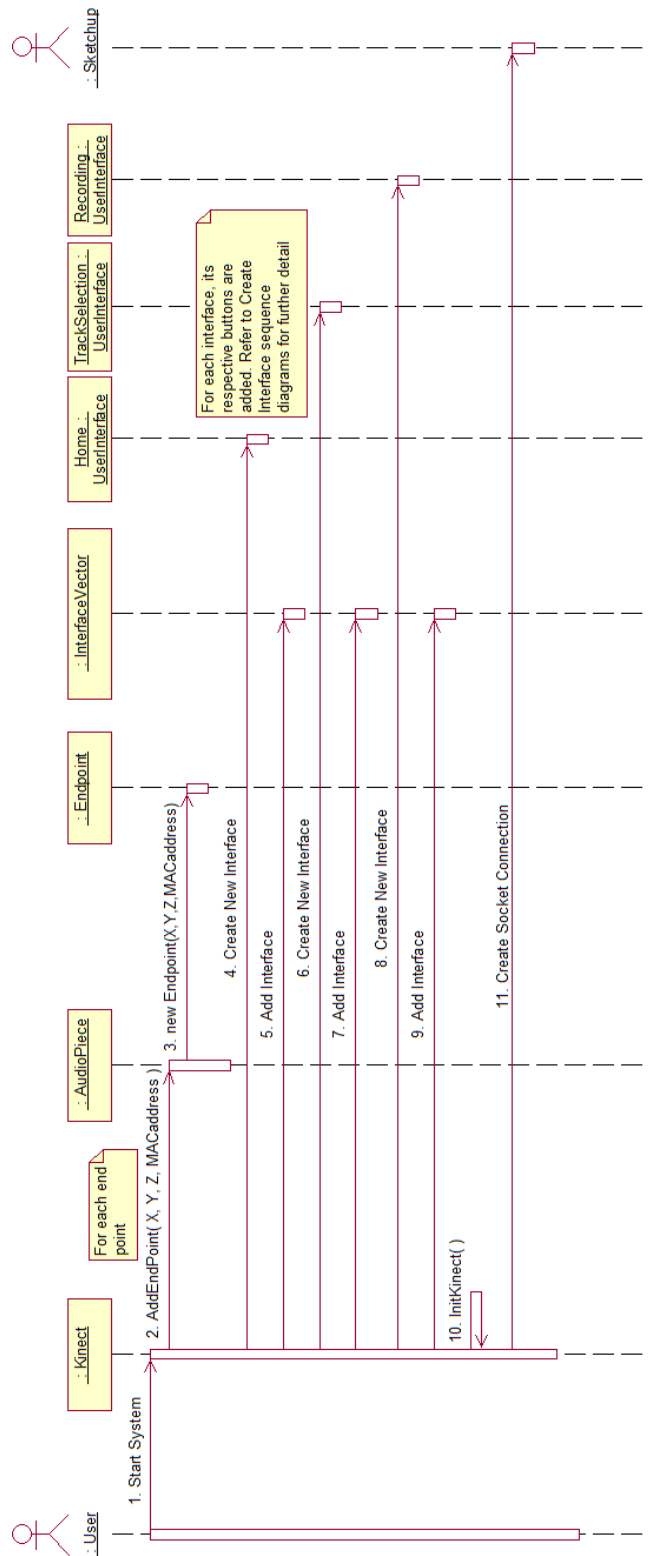 : User
: Kinect
: AudioPiece
: Endpoint
: InterfaceVector
Home :
UserInterface
TrackSelection :
UserInterface
Recording :
UserInterface
: Sketchup
For each end
point
1. Start System
2. AddEndPoint( X, Y, Z, MACaddress )
3. new Endpoint(X,Y,Z,MACaddress)
For each interface, its
respective buttons are
added. Refer to Create
Interface sequence
diagrams for further detail
4. Create New Interface
5. Add Interface
6. Create New Interface
7. Add Interface
8. Create New Interface
9. Add Interface
10. InitKinect( )
11. Create Socket Connection